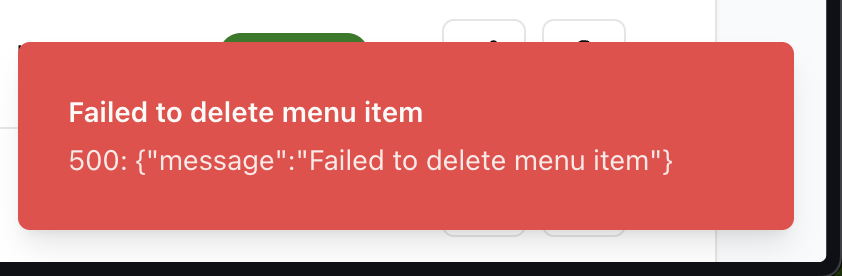 Failed to delete menu item
500: {"message":"Failed to delete menu item"}